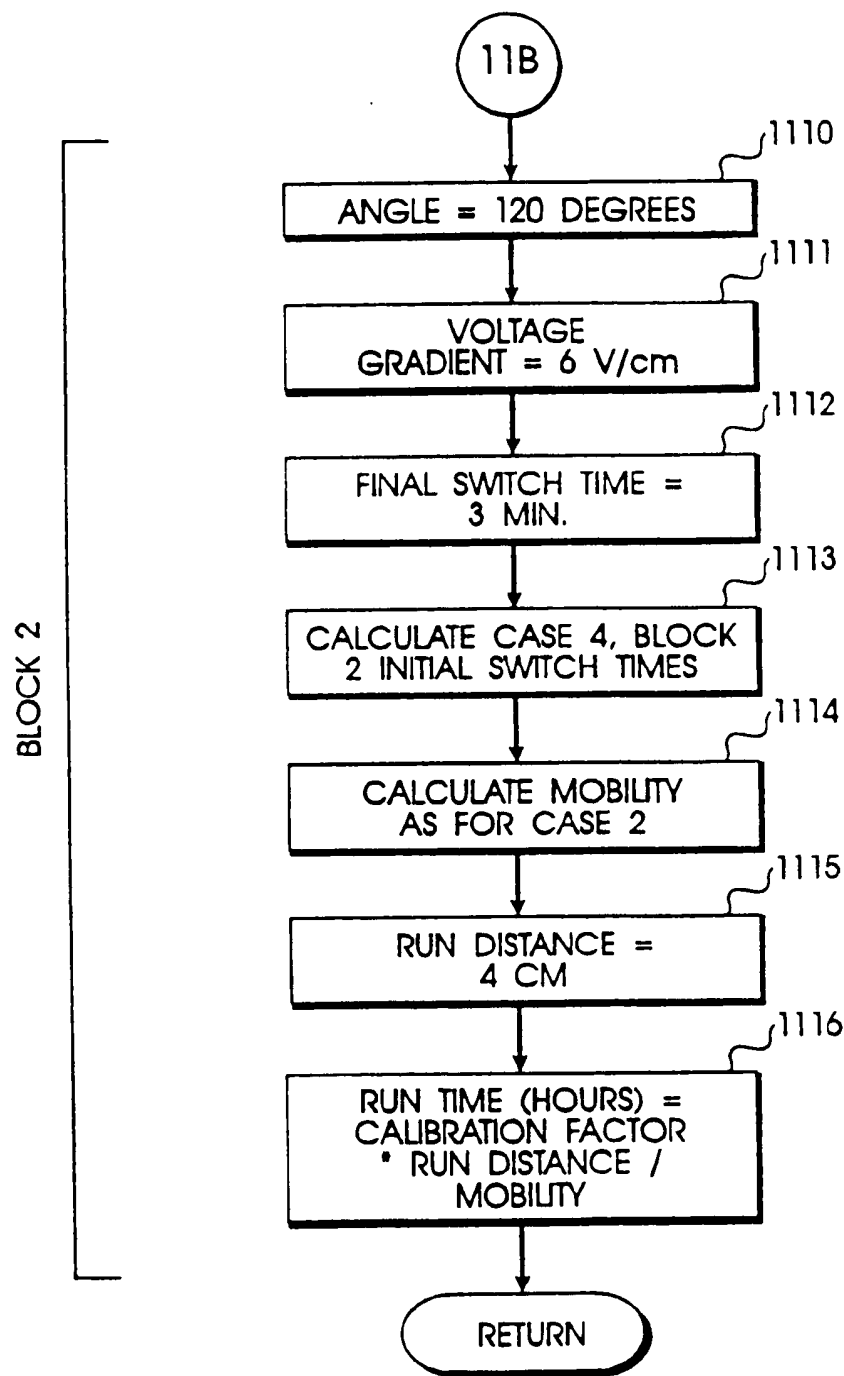 11B
1110
ANGLE = 120 DEGREES
1111
VOLTAGE
GRADIENT = 6 V/cm
1112
FINAL SWITCH TIME =
3 MIN.
1113
CALCULATE CASE 4, BLOCK
2 INITIAL SWITCH TIMES
1114
CALCULATE MOBILITY
AS FOR CASE 2
1115
RUN DISTANCE =
4 CM
1116
RUN TIME (HOURS) =
CALIBRATION FACTOR
* RUN DISTANCE /
MOBILITY
RETURN
BLOCK 2